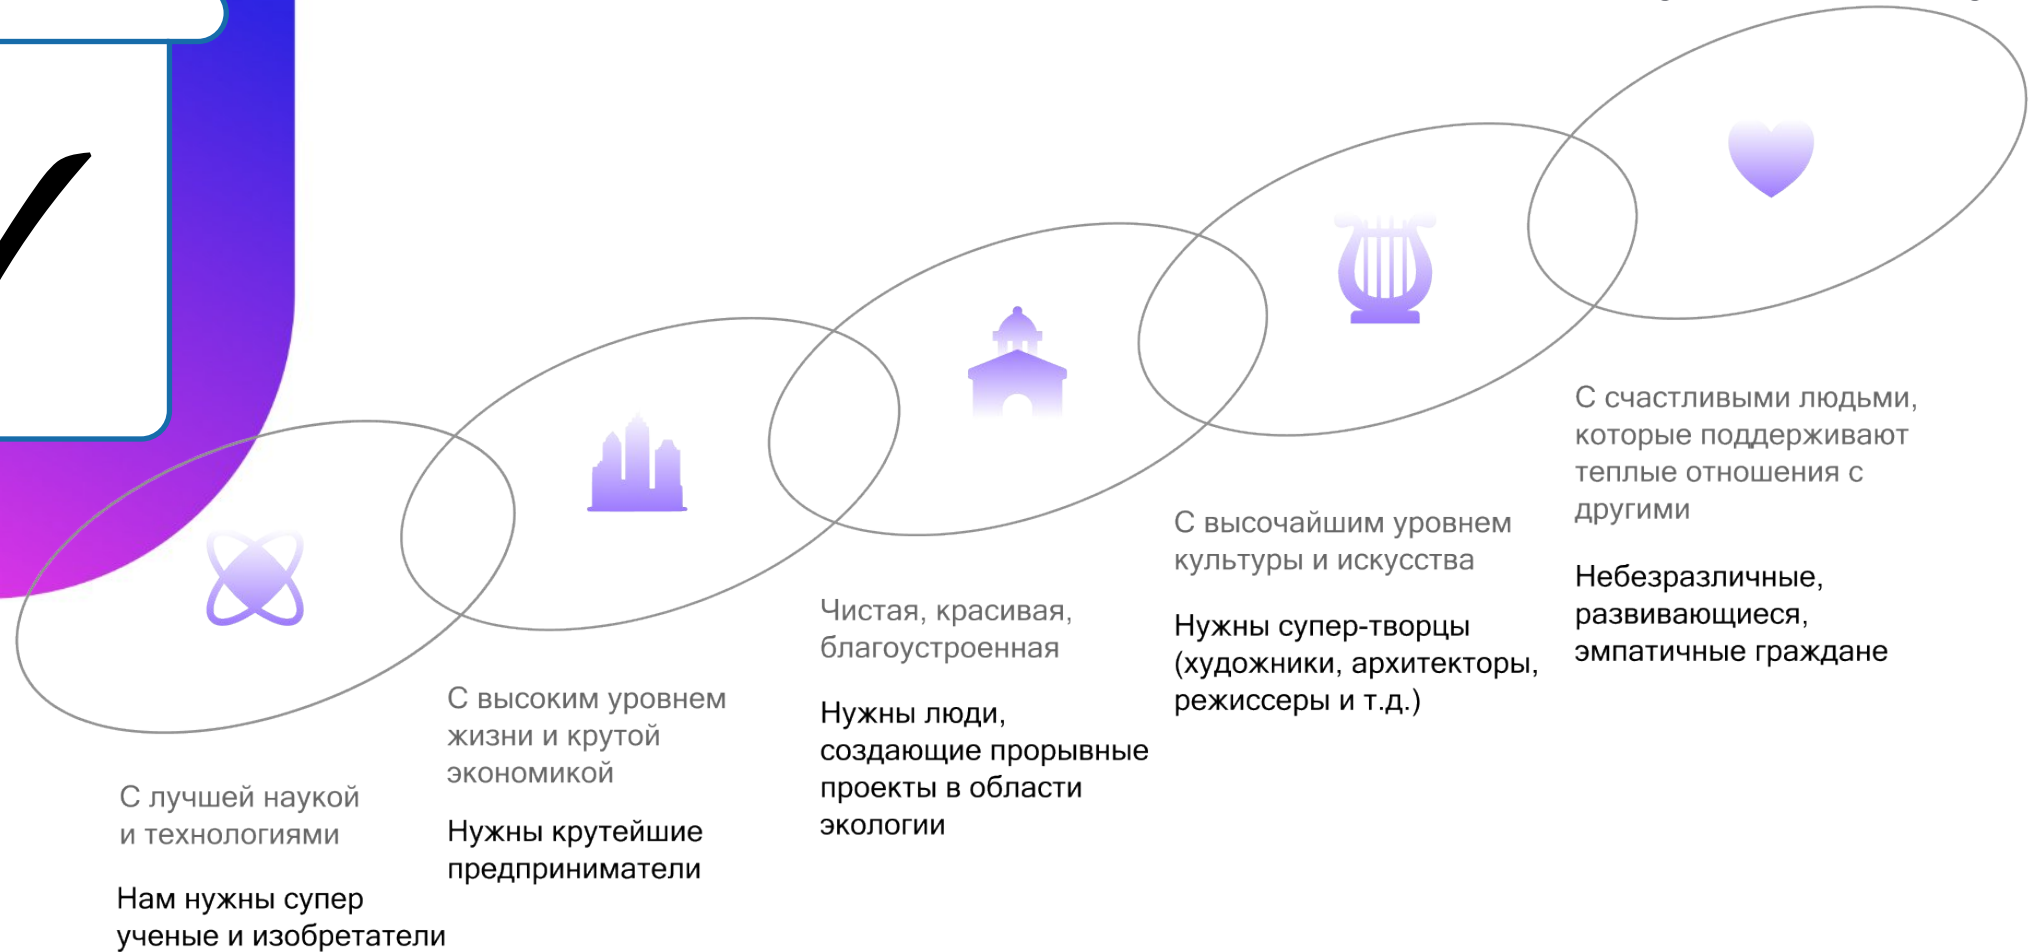 С лучшей наукой
и технологиями
Нам нужны супер
ученые и изобретатели
С высоким уровнем
жизни и крутой
экономикой
Нужны крутейшие
предприниматели
Чистая, красивая,
благоустроенная
Нужны люди,
создающие прорывные
проекты в области
экологии
С высочайшим уровнем
культуры и искусства
Нужны супер-творцы
(художники, архитекторы,
режиссеры и т.д.)
С счастливыми людьми,
которые поддерживают
теплые отношения с
другими
Небезразличные,
развивающиеся,
эмпатичные граждане